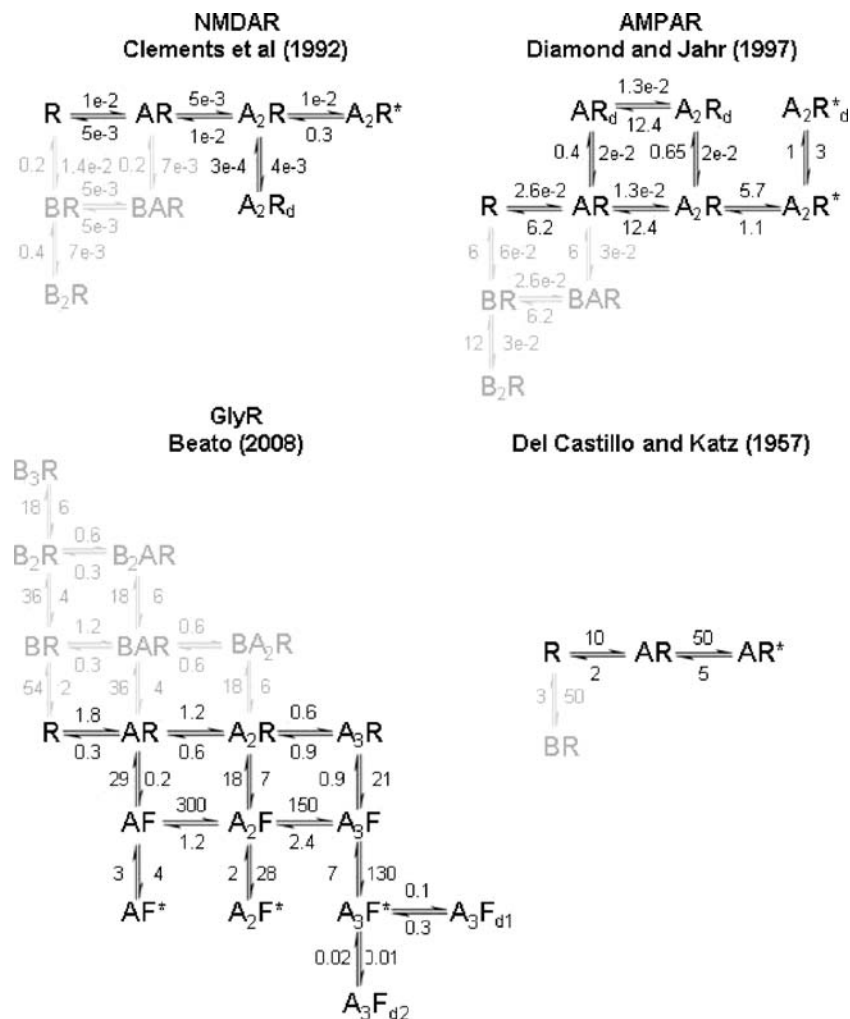 NMDAR
Clements et al (1992)
1e-2 5e-3 1e-2
R AR A2R A2R*
5e-3 1e-2 0.3
0.2 1.4e-2 0.2 7e-3 3e-4 4e-3
5e-3
BR BAR A2Rd
5e-3
0.4 7e-3
B2R
AMPAR
Diamond and Jahr (1997)
1.3e-2
ARd A2Rd A2R*d
12.4
0.4 2e-2 0.65 2e-2 1 3
2.6e-2 1.3e-2 5.7
R AR A2R A2R*
6.2 12.4 1.1
6 6e-2 6 3e-2
2.6e-2
BR BAR
6.2
12 3e-2
B2R
GlyR
Beato (2008)
B3R
18 6
0.6
B2R B2AR
0.3
36 4 18 6
1.2 0.6
BR BAR BA2R
0.3 0.6
54 2 36 4 18 6
1.8 1.2 0.6
R AR A2R A3R
0.3 0.6 0.9
29 0.2 18 7 0.9 21
300 150
AF A2F A3F
1.2 2.4
3 4 2 28 7 130
0.1
AF* A2F* A3F* A3Fd1
0.3
0.02 0.01
A3Fd2
Del Castillo and Katz (1957)
10 50
R AR AR*
2 5
3 50
BR